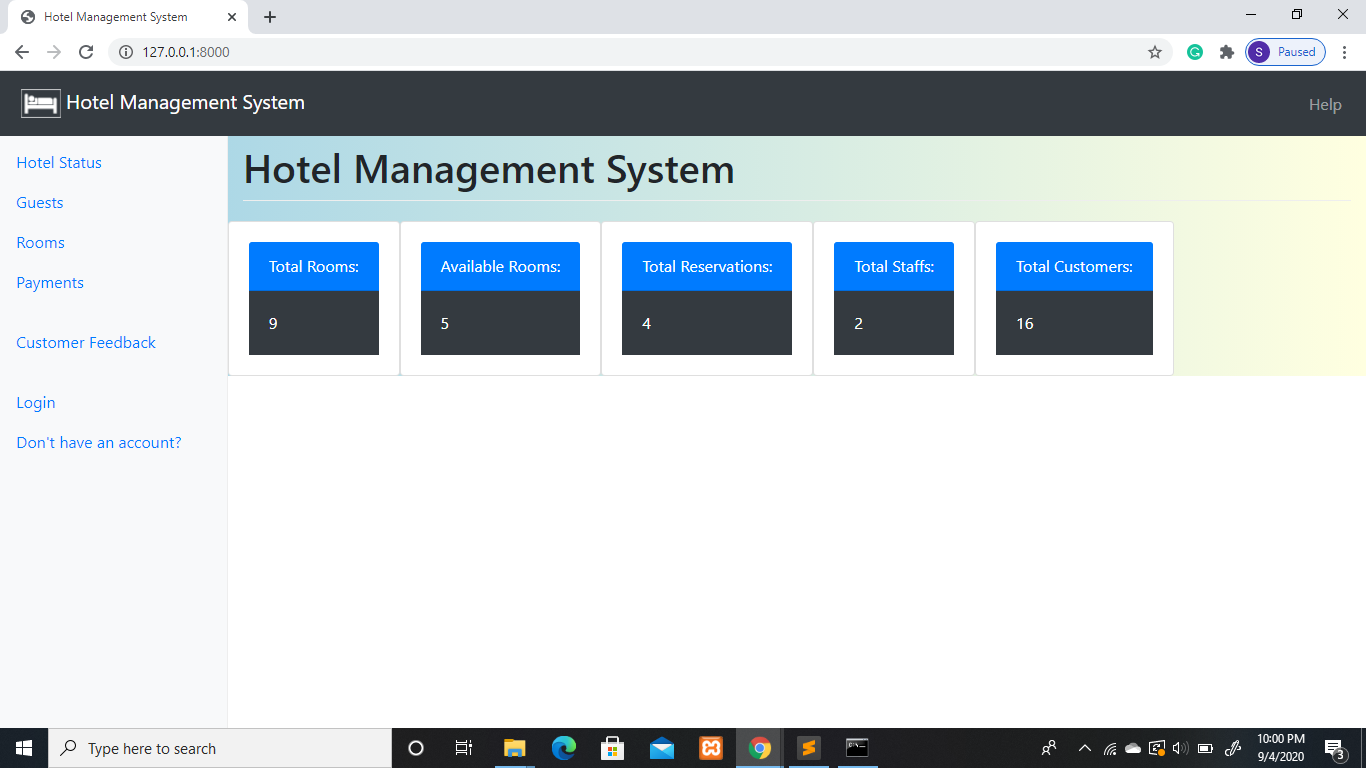 Hotel Management System
127.0.0.1:8000
S Paused
Hotel Management System
Help
Hotel Status
Guests
Rooms
Payments
Customer Feedback
Login
Don't have an account?
Hotel Management System
Total Rooms:
9
Available Rooms:
5
Total Reservations:
4
Total Staffs:
2
Total Customers:
16
Type here to search
10:00 PM
9/4/2020
3